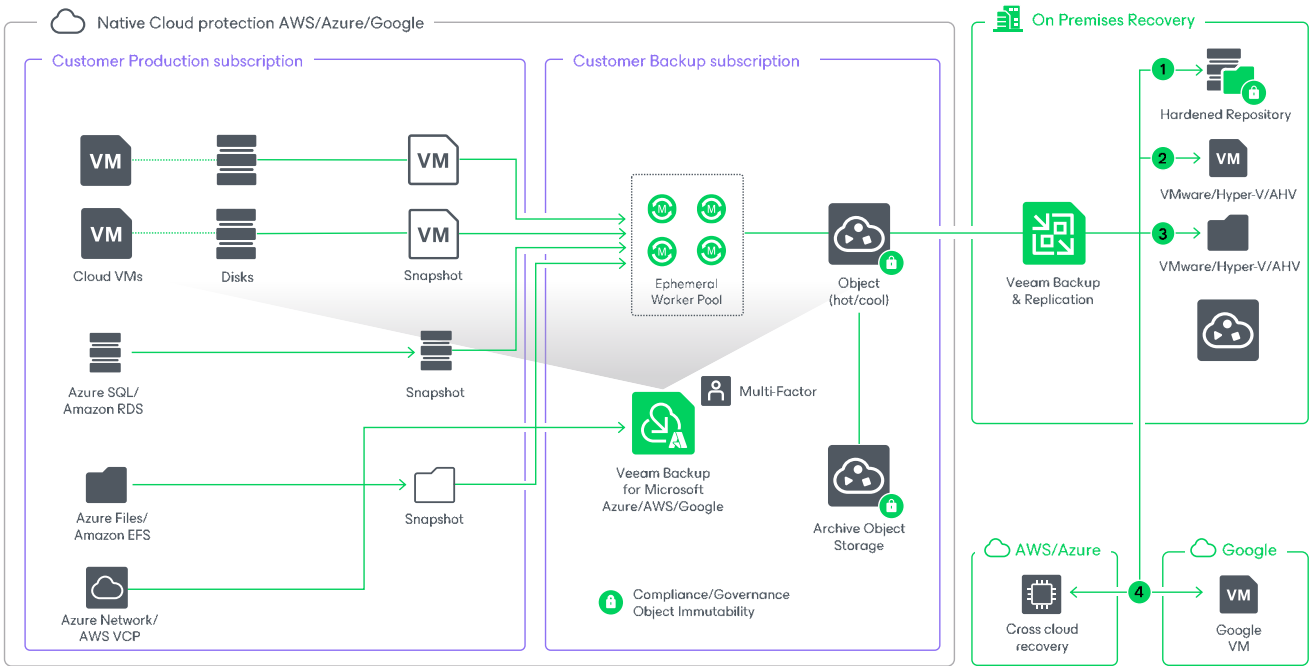 Native Cloud protection AWS/Azure/Google
Customer Production subscription
VM
VM
VM
VM
Cloud VMs
Disks
Snapshot
Azure SQL/
Amazon RDS
Snapshot
Azure Files/
Amazon EFS
Snapshot
Azure Network/
AWS VCP
Customer Backup subscription
M
M
M
M
Ephemeral
Worker Pool
Object
(hot/cool)
Multi-Factor
A
Veeam Backup
for Microsoft
Azure/AWS/Google
Archive Object
Storage
Compliance/Governance
Object Immutability
On Premises Recovery
1
Hardened Repository
2
VM
VMware/Hyper-V/AHV
3
VMware/Hyper-V/AHV
Veeam Backup
& Replication
AWS/Azure
Cross cloud
recovery
4
Google
VM
Google
VM